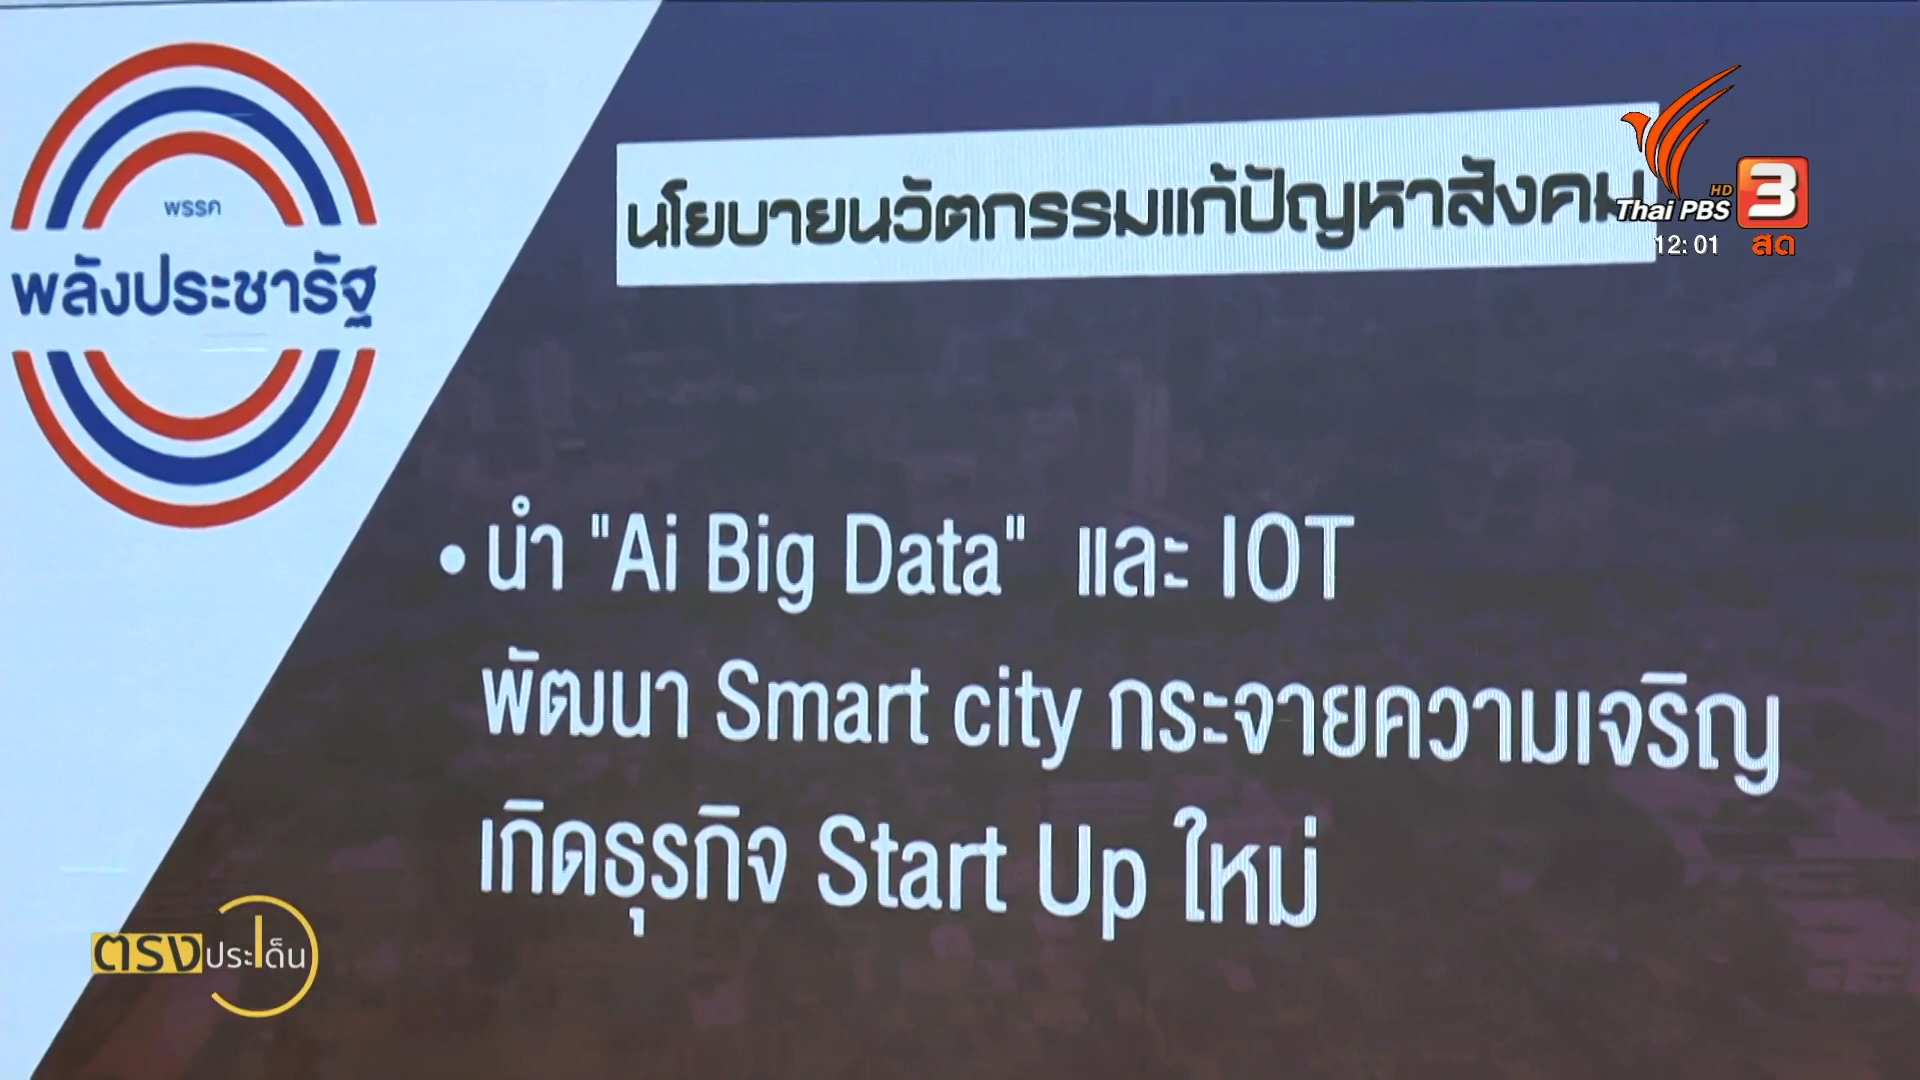 พรรค
พลังประชารัฐ
นโยบายนวัตกรรมแก้ปัญหาสังคม
HD
Thai PBS 3
12:01 สด
• นำ "Ai Big Data" และ IOT
พัฒนา Smart city กระจายความเจริญ
เกิดธุรกิจ Start Up ใหม่
ตรงประเด็น